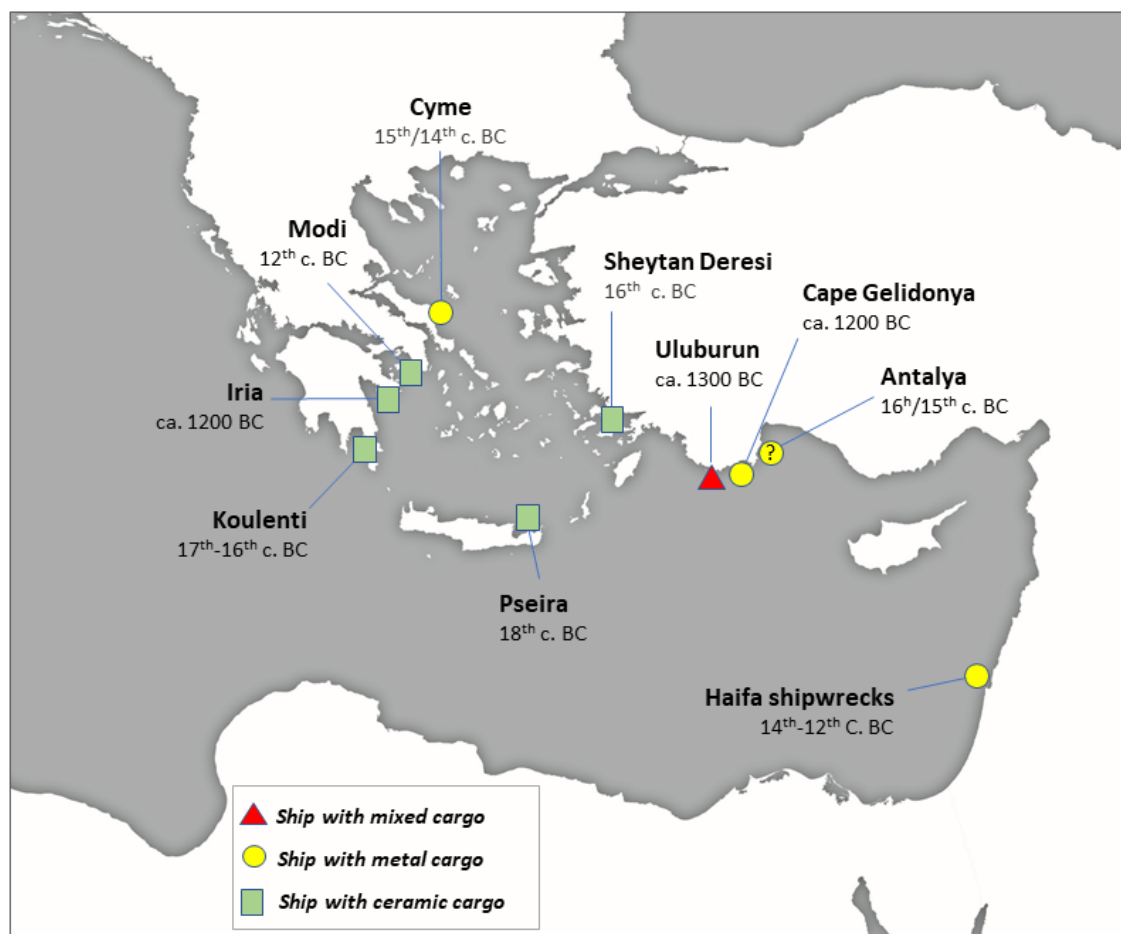 Cyme
15th/14th c. BC
Modi
12th c. BC
Sheytan Deresi
16th c. BC
Cape Gelidonya
ca. 1200 BC
Uluburun
ca. 1300 BC
Antalya
16h/15th c. BC
?
Iria
ca. 1200 BC
Koulenti
17th-16th c. BC
Pseira
18th c. BC
Haifa shipwrecks
14th-12th C. BC
Ship with mixed cargo
Ship with metal cargo
Ship with ceramic cargo